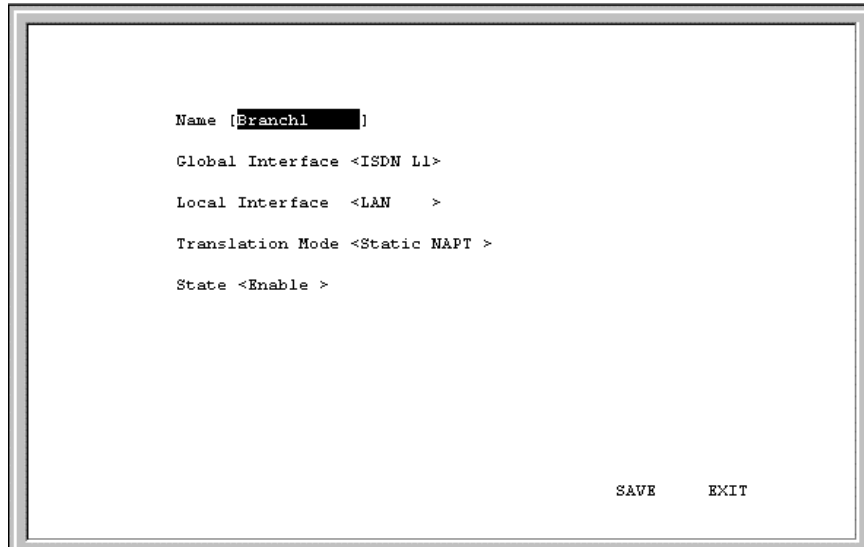 Name [Branch1       ]
Global Interface <ISDN L1>
Local Interface  <LAN    >
Translation Mode <Static NAPT >
State <Enable >
SAVE    EXIT